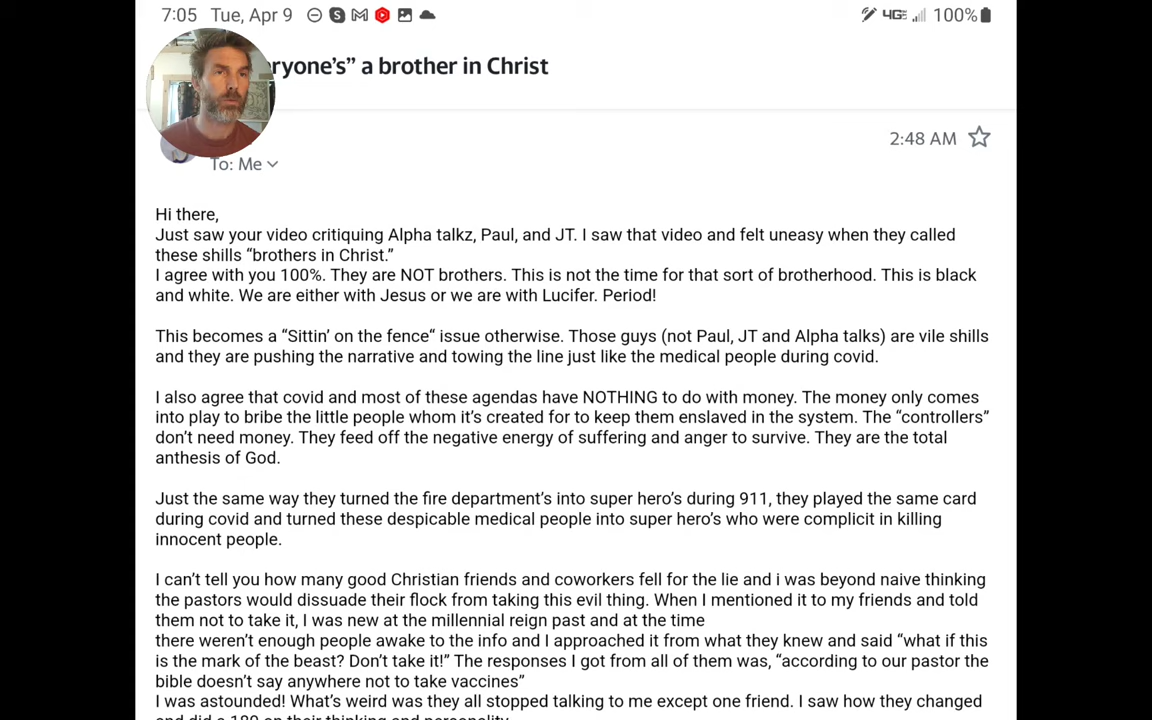 7:05 Tue, Apr 9 4GE 100%
ryone's” a brother in Christ
2:48 AM
To: Me
Hi there,
Just saw your video critiquing Alpha talkz, Paul, and JT. I saw that video and felt uneasy when they called
these shills “brothers in Christ.”
I agree with you 100%. They are NOT brothers. This is not the time for that sort of brotherhood. This is black
and white. We are either with Jesus or we are with Lucifer. Period!
This becomes a “Sittin’ on the fence“ issue otherwise. Those guys (not Paul, JT and Alpha talks) are vile shills
and they are pushing the narrative and towing the line just like the medical people during covid.
I also agree that covid and most of these agendas have NOTHING to do with money. The money only comes
into play to bribe the little people whom it’s created for to keep them enslaved in the system. The “controllers”
don’t need money. They feed off the negative energy of suffering and anger to survive. They are the total
anthesis of God.
Just the same way they turned the fire department’s into super hero’s during 911, they played the same card
during covid and turned these despicable medical people into super hero’s who were complicit in killing
innocent people.
I can’t tell you how many good Christian friends and coworkers fell for the lie and i was beyond naive thinking
the pastors would dissuade their flock from taking this evil thing. When I mentioned it to my friends and told
them not to take it, I was new at the millennial reign past and at the time
there weren’t enough people awake to the info and I approached it from what they knew and said “what if this
is the mark of the beast? Don’t take it!” The responses I got from all of them was, “according to our pastor the
bible doesn’t say anywhere not to take vaccines”
I was astounded! What’s weird was they all stopped talking to me except one friend. I saw how they changed
and did a 180 on their thinking and personality